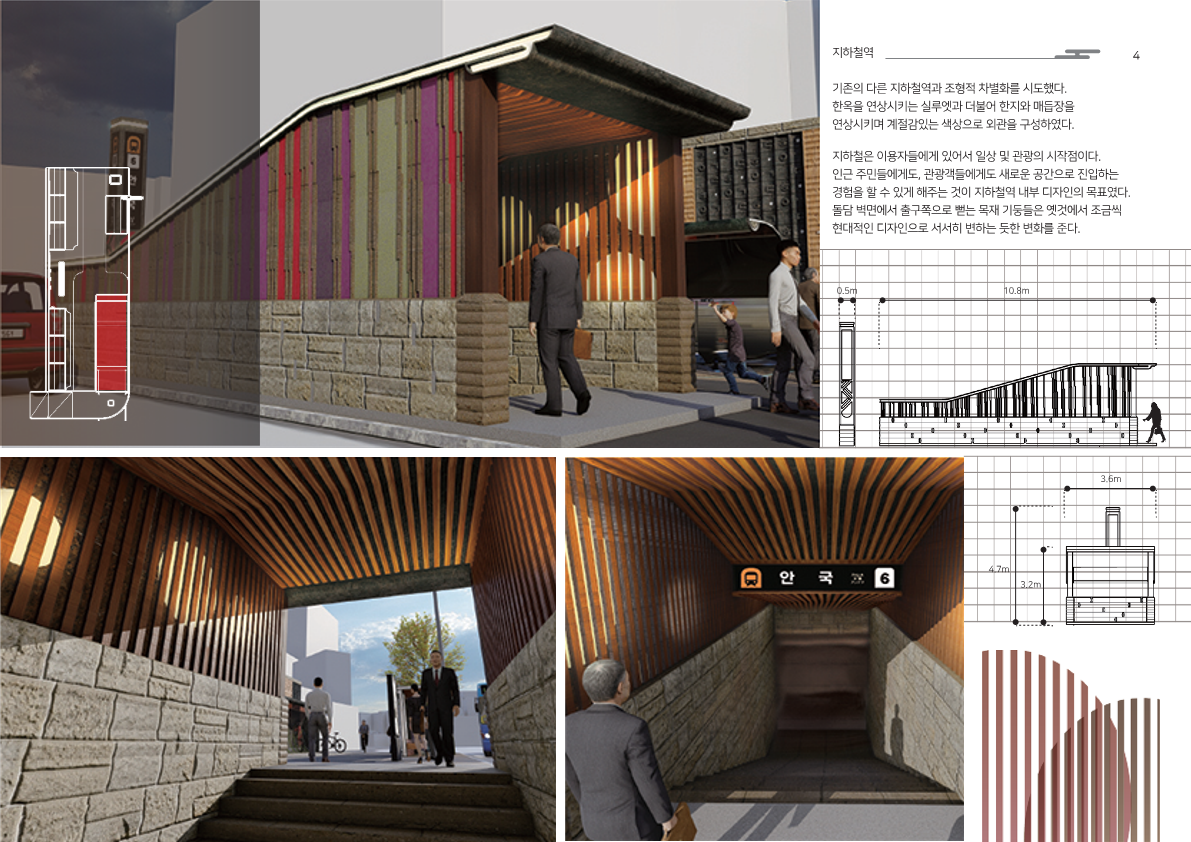 지하철역
4
기존의 다른 지하철역과 조형적 차별화를 시도했다.
한옥을 연상시키는 실루엣과 더불어 한지와 매듭장을
연상시키며 계절감있는 색상으로 외관을 구성하였다.
지하철은 이용자들에게 있어서 일상 및 관광의 시작점이다.
인근 주민들에게도, 관광객들에게도 새로운 공간으로 진입하는
경험을 할 수 있게 해주는 것이 지하철역 내부 디자인의 목표였다.
돌담 벽면에서 출구쪽으로 뻗는 목재 기둥들은 옛것에서 조금씩
현대적인 디자인으로 서서히 변하는 듯한 변화를 준다.
6
0.5m
10.8m
3.6m
4.7m
3.2m
안 국
6